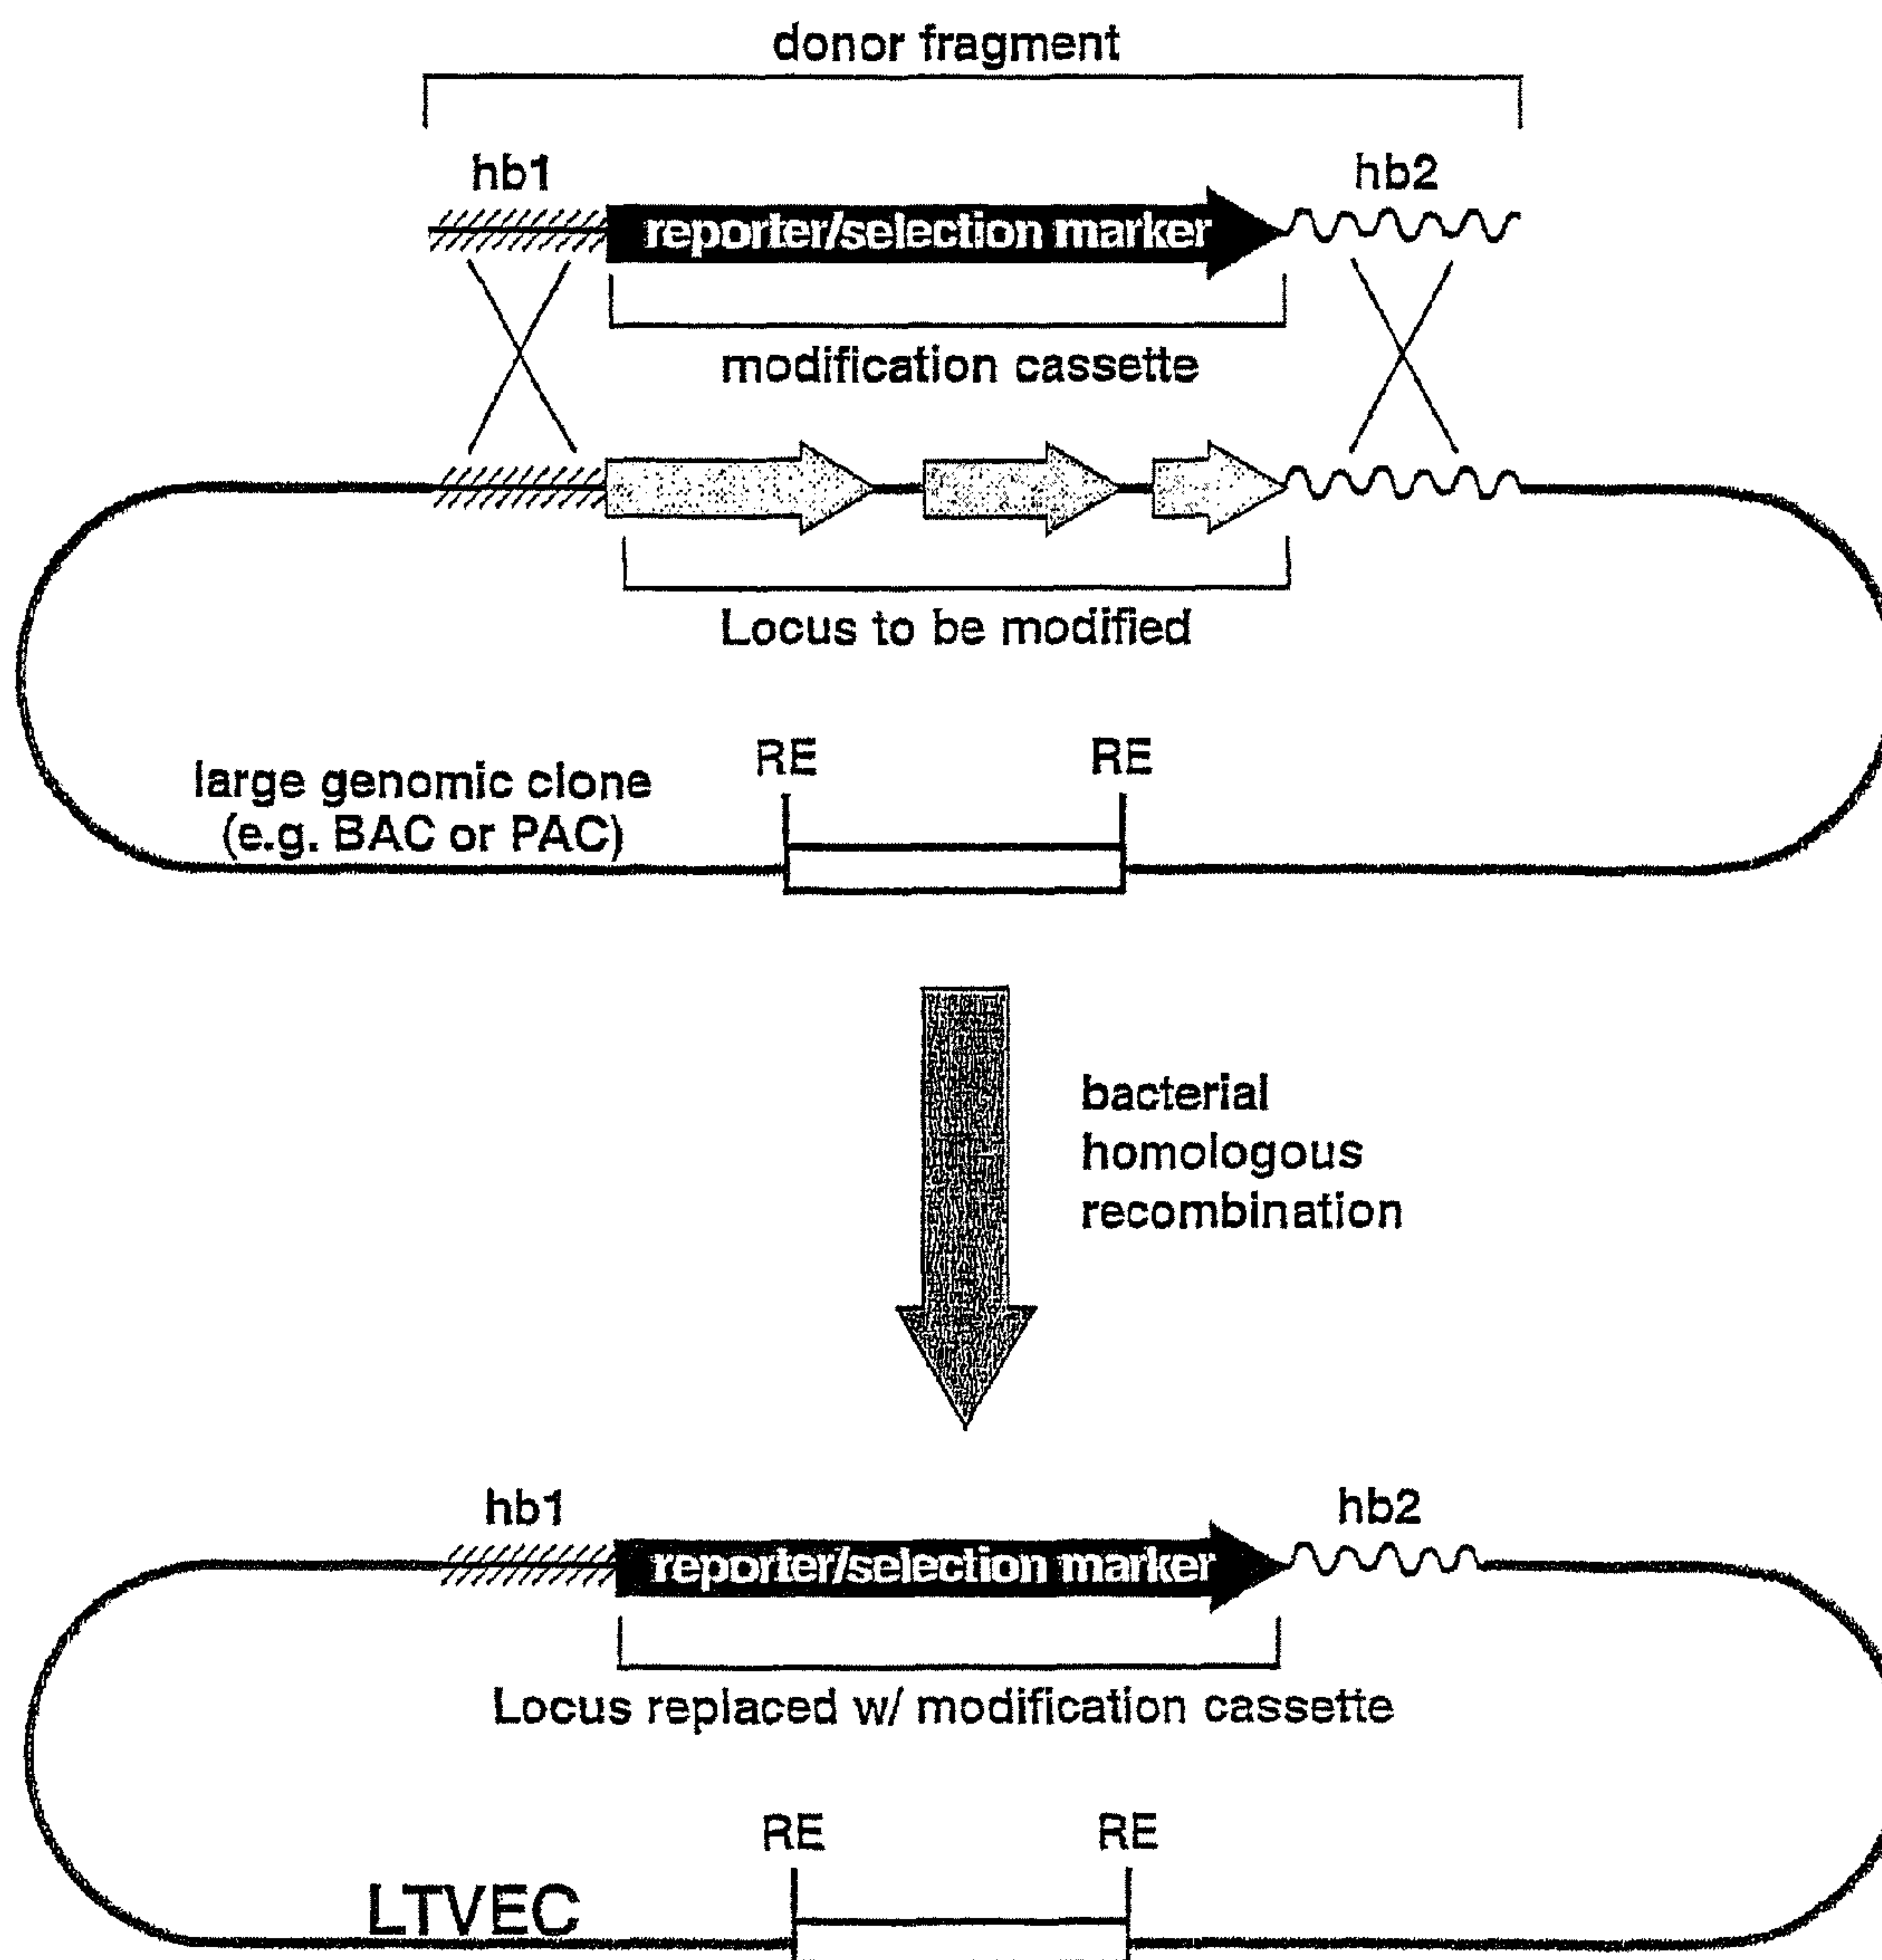 donor fragment
hb1
hb2
reporter/selection marker
modification cassette
Locus to be modified
RE
RE
large genomic clone
(e.g. BAC or PAC)
bacterial
homologous
recombination
hb1
hb2
reporter/selection marker
Locus replaced w/ modification cassette
RE
RE
LTVEC